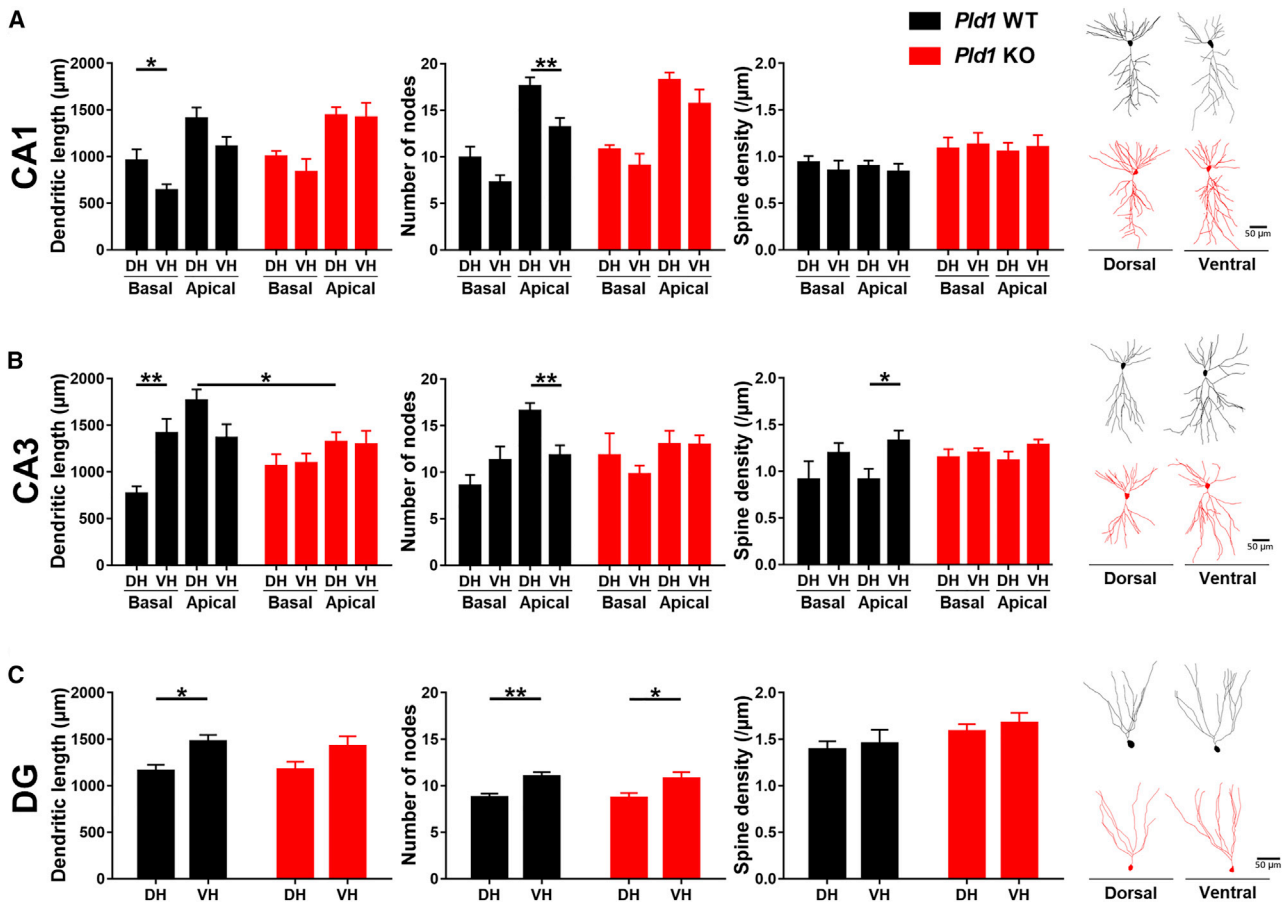 A
Pld1 WT
Pld1 KO
CA1
Dendritic length (µm)
2000
1500
1000
500
0
*
DH VH DH VH DH VH DH VH
Basal Apical Basal Apical
Number of nodes
20
15
10
5
0
**
DH VH DH VH DH VH DH VH
Basal Apical Basal Apical
Spine density (/µm)
2.0
1.5
1.0
0.5
0.0
DH VH DH VH DH VH DH VH
Basal Apical Basal Apical
50 µm
Dorsal Ventral
B
CA3
Dendritic length (µm)
2000
1500
1000
500
0
** *
DH VH DH VH DH VH DH VH
Basal Apical Basal Apical
Number of nodes
20
15
10
5
0
**
DH VH DH VH DH VH DH VH
Basal Apical Basal Apical
Spine density (/µm)
2.0
1.5
1.0
0.5
0.0
*
DH VH DH VH DH VH DH VH
Basal Apical Basal Apical
50 µm
Dorsal Ventral
C
DG
Dendritic length (µm)
2000
1500
1000
500
0
*
DH VH DH VH
Number of nodes
20
15
10
5
0
** *
DH VH DH VH
Spine density (/µm)
2.0
1.5
1.0
0.5
0.0
DH VH DH VH
50 µm
Dorsal Ventral